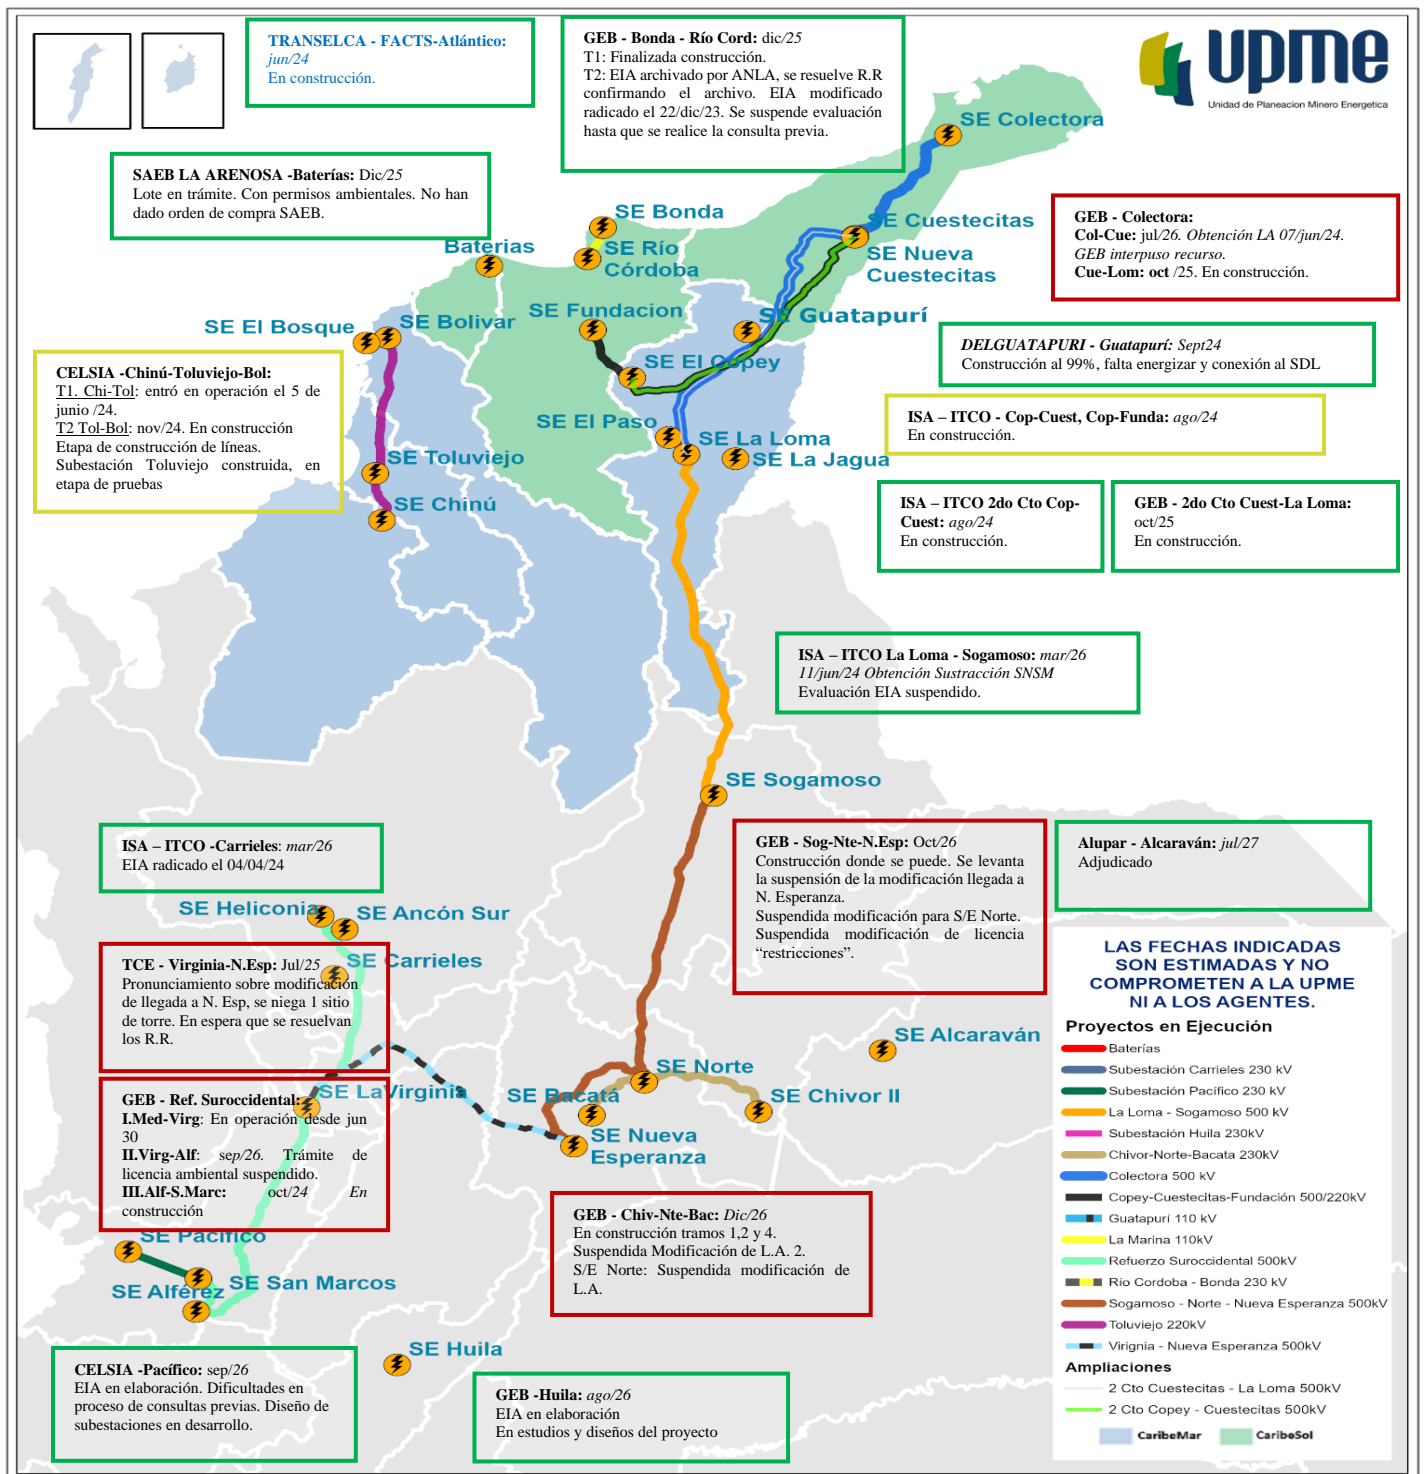 TRANSELCA - FACTS-Atlántico:
jun/24
En construcción.
GEB - Bonda - Río Cord: dic/25
T1: Finalizada construcción.
T2: EIA archivado por ANLA, se resuelve R.R
confirmando el archivo. EIA modificado
radicado el 22/dic/23. Se suspende evaluación
hasta que se realice la consulta previa.
upme
Unidad de Planeacion Minero Energetica
SE Colectora
SAEB LA ARENOSA -Baterías: Dic/25
Lote en trámite. Con permisos ambientales. No han
dado orden de compra SAEB.
GEB - Colectora:
Col-Cue: jul/26. Obtención LA 07/jun/24.
GEB interpuso recurso.
Cue-Lom: oct /25. En construcción.
SE Bonda
SE Cuestecitas
Baterias
SE Río
Córdoba
SE Nueva
Cuestecitas
SE Fundacion
SE Guatapurí
SE El Bosque
SE Bolivar
DELGUATAPURI - Guatapurí: Sept24
Construcción al 99%, falta energizar y conexión al SDL
SE El Copey
CELSIA -Chinú-Toluviejo-Bol:
T1. Chi-Tol: entró en operación el 5 de
junio /24.
T2 Tol-Bol: nov/24. En construcción
Etapa de construcción de líneas.
Subestación Toluviejo construida, en
etapa de pruebas
ISA – ITCO - Cop-Cuest, Cop-Funda: ago/24
En construcción.
SE El Paso
SE La Loma
SE La Jagua
SE Toluviejo
SE Chinú
ISA – ITCO 2do Cto Cop-
Cuest: ago/24
En construcción.
GEB - 2do Cto Cuest-La Loma:
oct/25
En construcción.
ISA – ITCO La Loma - Sogamoso: mar/26
11/jun/24 Obtención Sustracción SNSM
Evaluación EIA suspendido.
SE Sogamoso
ISA – ITCO -Carrieles: mar/26
EIA radicado el 04/04/24
GEB - Sog-Nte-N.Esp: Oct/26
Construcción donde se puede. Se levanta
la suspensión de la modificación llegada a
N. Esperanza.
Suspendida modificación para S/E Norte.
Suspendida modificación de licencia
“restricciones”.
Alupar - Alcaraván: jul/27
Adjudicado
SE Heliconia
SE Ancón Sur
SE Carrieles
TCE - Virginia-N.Esp: Jul/25
Pronunciamiento sobre modificación
de llegada a N. Esp, se niega 1 sitio
de torre. En espera que se resuelvan
los R.R.
SE Alcaraván
SE Norte
SE LaVirginia
SE Bacatá
SE Chivor II
SE Nueva
Esperanza
GEB - Ref. Suroccidental:
I.Med-Virg: En operación desde jun
30
II.Virg-Alf: sep/26. Trámite de
licencia ambiental suspendido.
III.Alf-S.Marc: oct/24 En
construcción
GEB - Chiv-Nte-Bac: Dic/26
En construcción tramos 1,2 y 4.
Suspendida Modificación de L.A. 2.
S/E Norte: Suspendida modificación de
L.A.
SE Pacífico
SE San Marcos
SE Alférez
SE Huila
CELSIA -Pacífico: sep/26
EIA en elaboración. Dificultades en
proceso de consultas previas. Diseño de
subestaciones en desarrollo.
GEB -Huila: ago/26
EIA en elaboración
En estudios y diseños del proyecto
LAS FECHAS INDICADAS
SON ESTIMADAS Y NO
COMPROMETEN A LA UPME
NI A LOS AGENTES.
Proyectos en Ejecución
Baterías
Subestación Carrieles 230 kV
Subestación Pacífico 230 kV
La Loma - Sogamoso 500 kV
Subestación Huila 230kV
Chivor-Norte-Bacata 230kV
Colectora 500 kV
Copey-Cuestecitas-Fundación 500/220kV
Guatapurí 110 kV
La Marina 110kV
Refuerzo Suroccidental 500kV
Río Cordoba - Bonda 230 kV
Sogamoso - Norte - Nueva Esperanza 500kV
Toluviejo 220kV
Virignia - Nueva Esperanza 500kV
Ampliaciones
2 Cto Cuestecitas - La Loma 500kV
2 Cto Copey - Cuestecitas 500kV
CaribeMar
CaribeSol